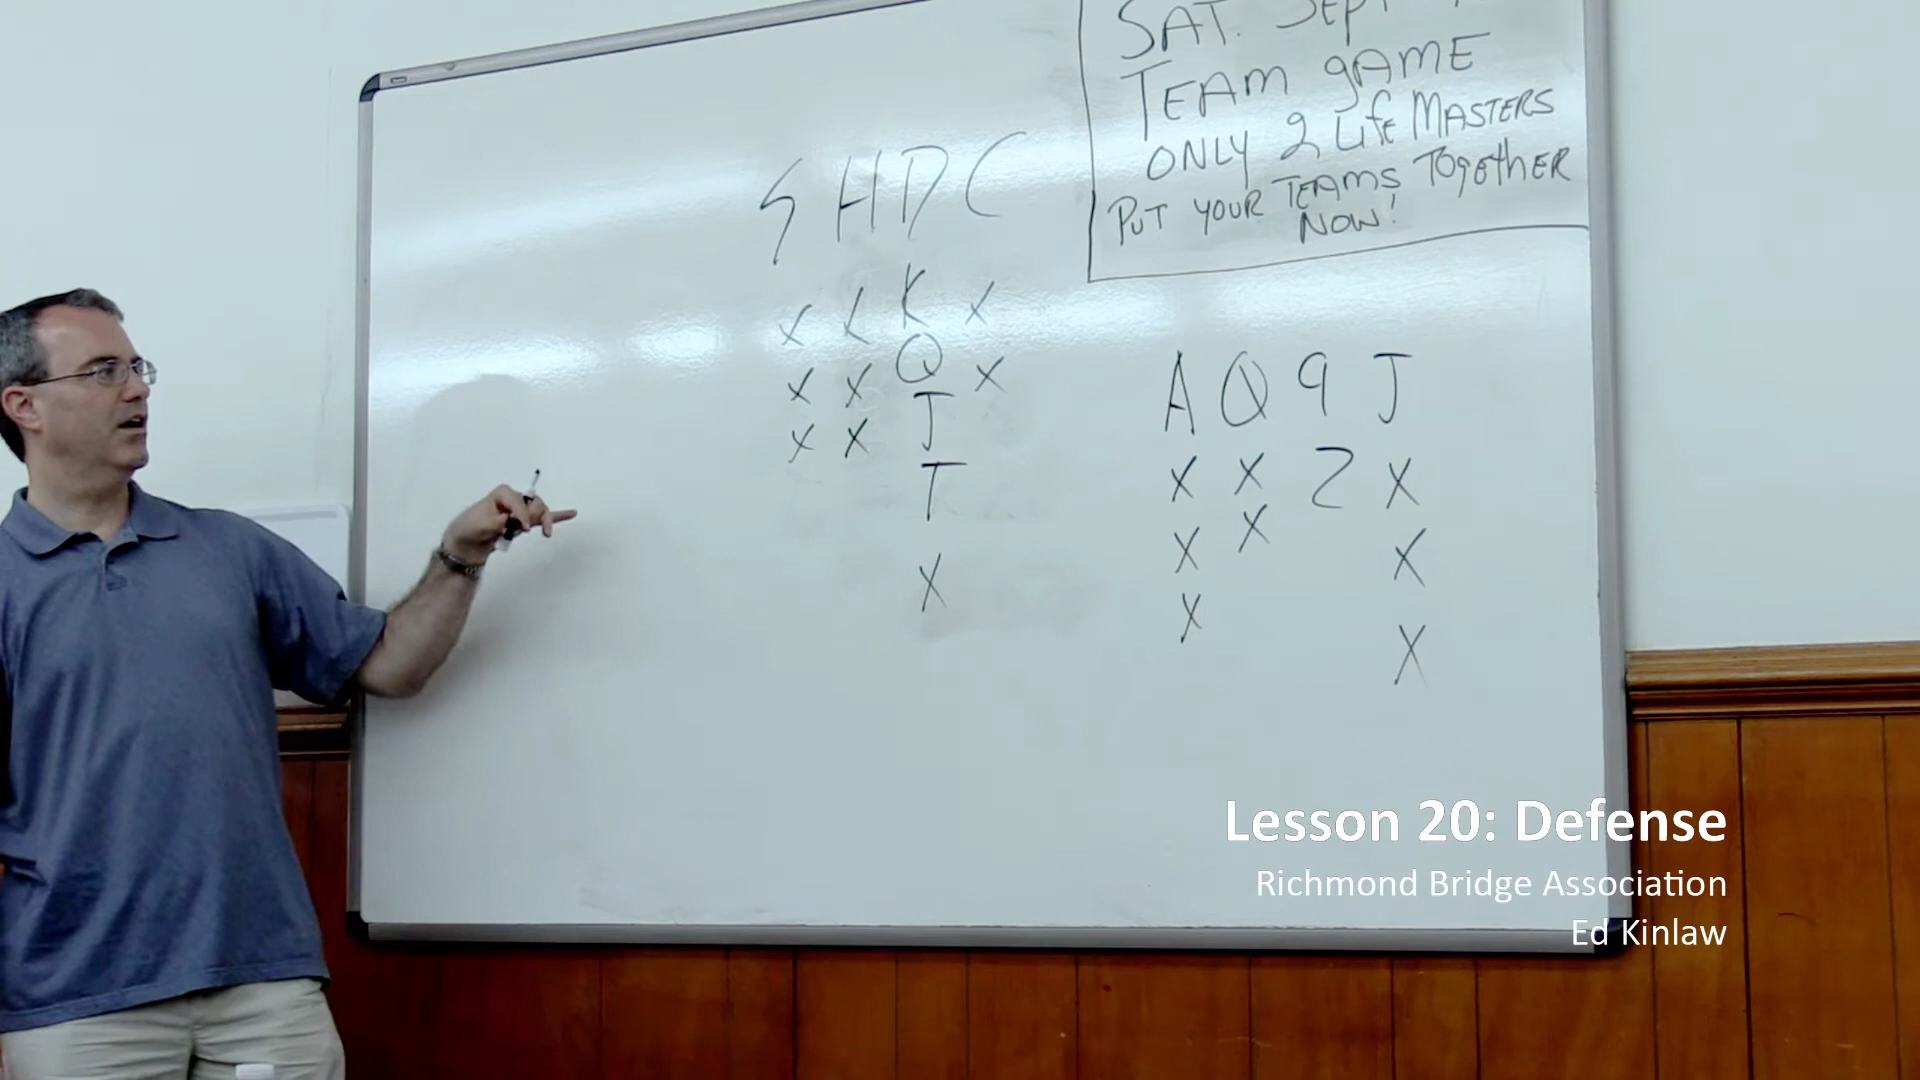 SAT. SEPT
TEAM gAME
ONLY 2 Life MASTERS
PUT YOUR TEAMS TOgetHER
NOW!
S H D C
X X K X
X X Q X
X X J
T
X
A Q 9 J
X X 2 X
X X X
X X
Lesson 20: Defense
Richmond Bridge Association
Ed Kinlaw